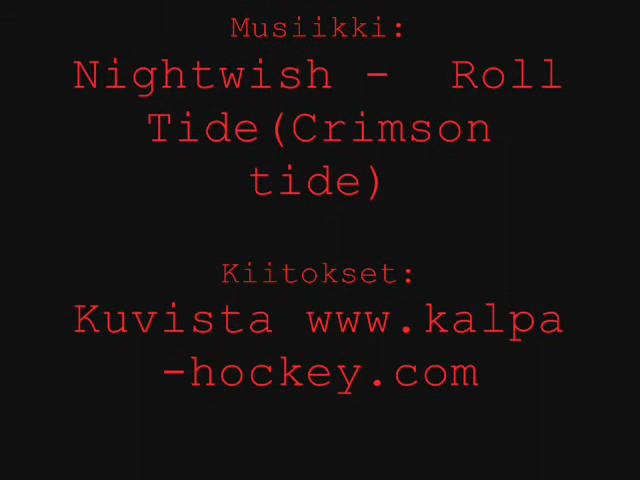 Musiikki:
Nightwish -  Roll
Tide(Crimson
tide)
Kiitokset:
Kuvista www.kalpa
-hockey.com